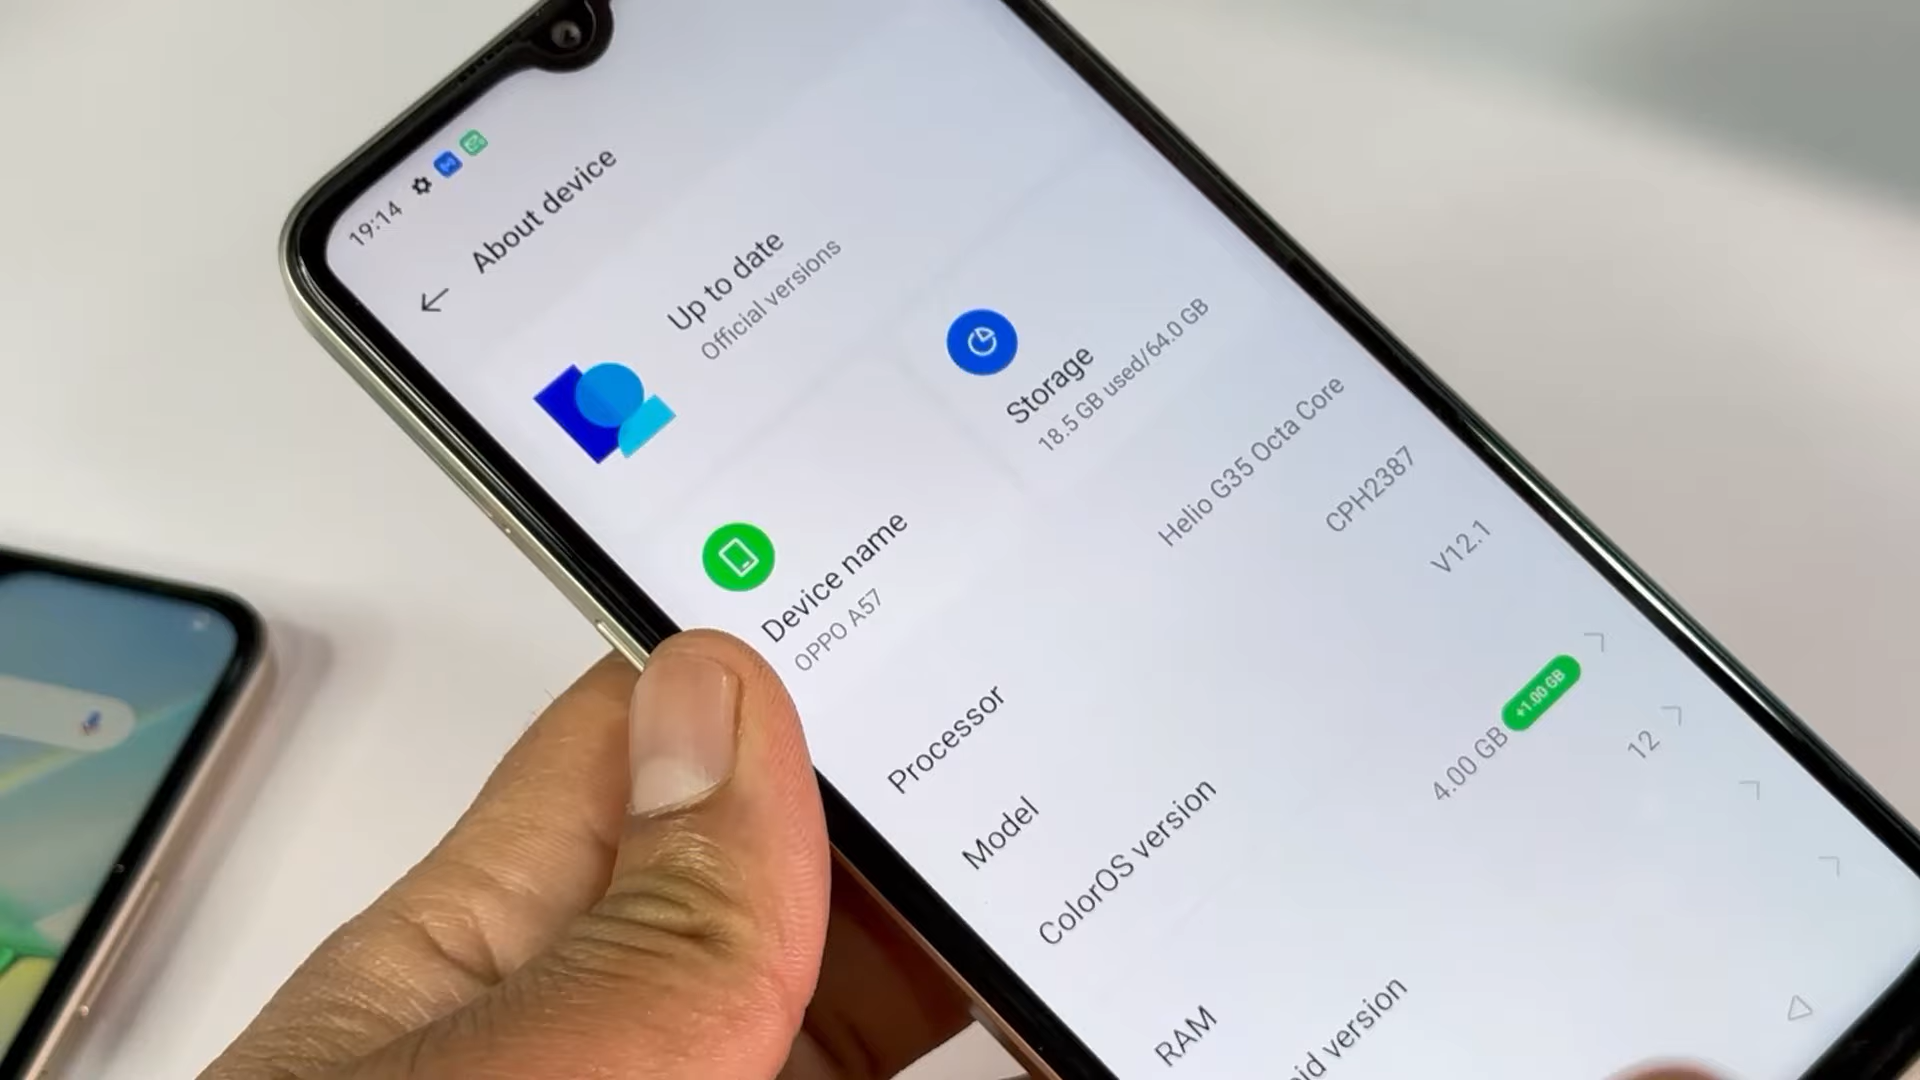 19:14
About device
Up to date
Official versions
Storage
18.5 GB used/64.0 GB
Device name
OPPO A57
Processor
Helio G35 Octa Core
Model
CPH2387
ColorOS version
V12.1
RAM
4.00 GB +1.00 GB
version
12